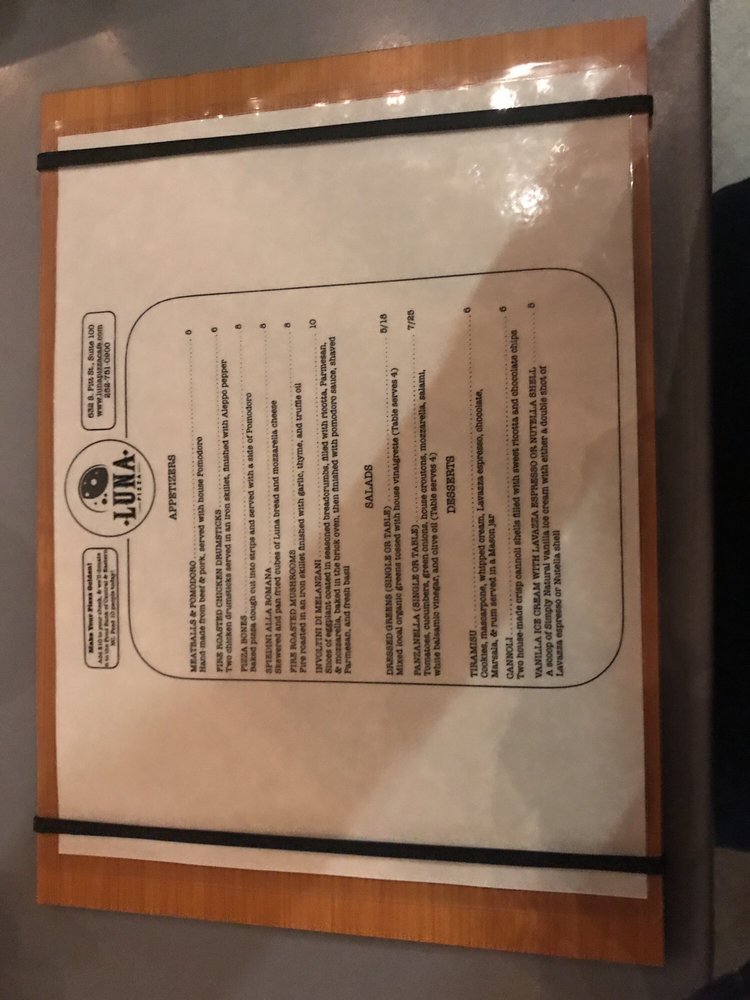 Make Your Pizza Golden!
LUNA
PIZZA
632 S. Pitt St., Suite 100
www.lunapizzacafe.com
252-751-0900
APPETIZERS
MEATBALLS & POMODORO 8
Hand-made from beef & pork, served with house Pomodoro
FIRE ROASTED CHICKEN DRUMSTICKS 6
Two chicken drumsticks served in an iron skillet, finished with Aleppo pepper
PIZZA BONES 8
Baked pizza dough cut into strips and served with a side of Pomodoro
SPIEDINI ALLA ROMANA 8
Skewered and pan fried cubes of Luna bread and mozzarella cheese
FIRE ROASTED MUSHROOMS 8
Fire roasted in an iron skillet finished with garlic, thyme, and truffle oil
INVOLTINI DI MELANZANI 10
Slices of eggplant coated in seasoned breadcrumbs, filled with ricotta, Parmesan,
& mozzarella, baked in the brick oven, then finished with pomodoro sauce, shaved
Parmesan, and fresh basil
SALADS
DRESSED GREENS (SINGLE OR TABLE) 5/18
Mixed local organic greens tossed with house vinaigrette (Table serves 4)
PANZANELLA (SINGLE OR TABLE) 7/25
Tomatoes, cucumbers, green onions, house croutons, mozzarella, salami,
white balsamic vinegar, and olive oil (Table serves 4)
DESSERTS
TIRAMISU 6
Cookies, mascarpone, whipped cream, Lavazza espresso, chocolate,
Marsala, & rum served in a Mason jar
CANNOLI 6
Two house-made crispy cannoli shells filled with sweet ricotta and chocolate chips
VANILLA ICE CREAM WITH LAVAZZA ESPRESSO OR NUTELLA SHELL 5
A scoop of Simply Natural vanilla ice cream with either a double shot of
Lavazza espresso or Nutella shell